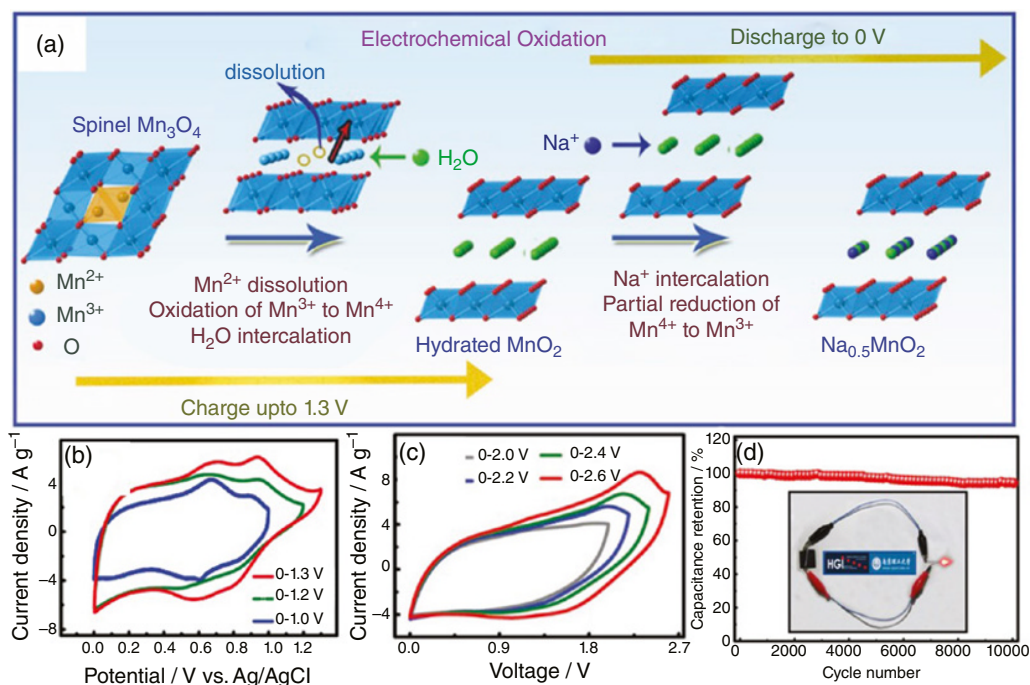 (a)
Electrochemical Oxidation
Discharge to 0 V
dissolution
Spinel Mn₃O₄
Na⁺
H₂O
Mn²⁺
Mn³⁺
O
Mn²⁺ dissolution
Oxidation of Mn³⁺ to Mn⁴⁺
H₂O intercalation
Na⁺ intercalation
Partial reduction of
Mn⁴⁺ to Mn³⁺
Hydrated MnO₂
Na₀.₅MnO₂
Charge upto 1.3 V
(b)
Current density / A g⁻¹
4
0
−4
−8
0-1.3 V
0-1.2 V
0-1.0 V
0.0 0.2 0.4 0.6 0.8 1.0 1.2
Potential / V vs. Ag/AgCl
(c)
Current density / A g⁻¹
8
4
0
−4
0-2.0 V
0-2.4 V
0-2.2 V
0-2.6 V
0.0 0.9 1.8 2.7
Voltage / V
(d)
Capacitance retention / %
120
100
80
60
40
20
0
HGI
0 2000 4000 6000 8000 10000
Cycle number